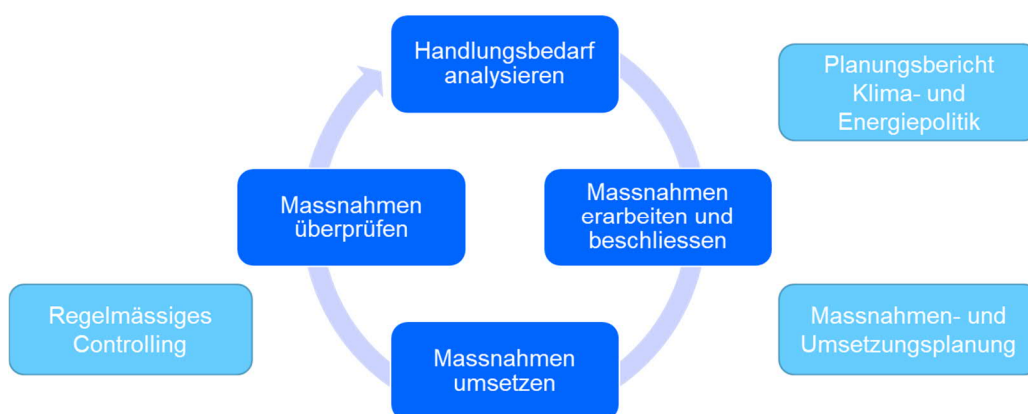 Handlungsbedarf
analysieren
Planungsbericht
Klima- und
Energiepolitik
Massnahmen
überprüfen
Massnahmen
erarbeiten und
beschliessen
Regelmässiges
Controlling
Massnahmen
umsetzen
Massnahmen- und
Umsetzungsplanung